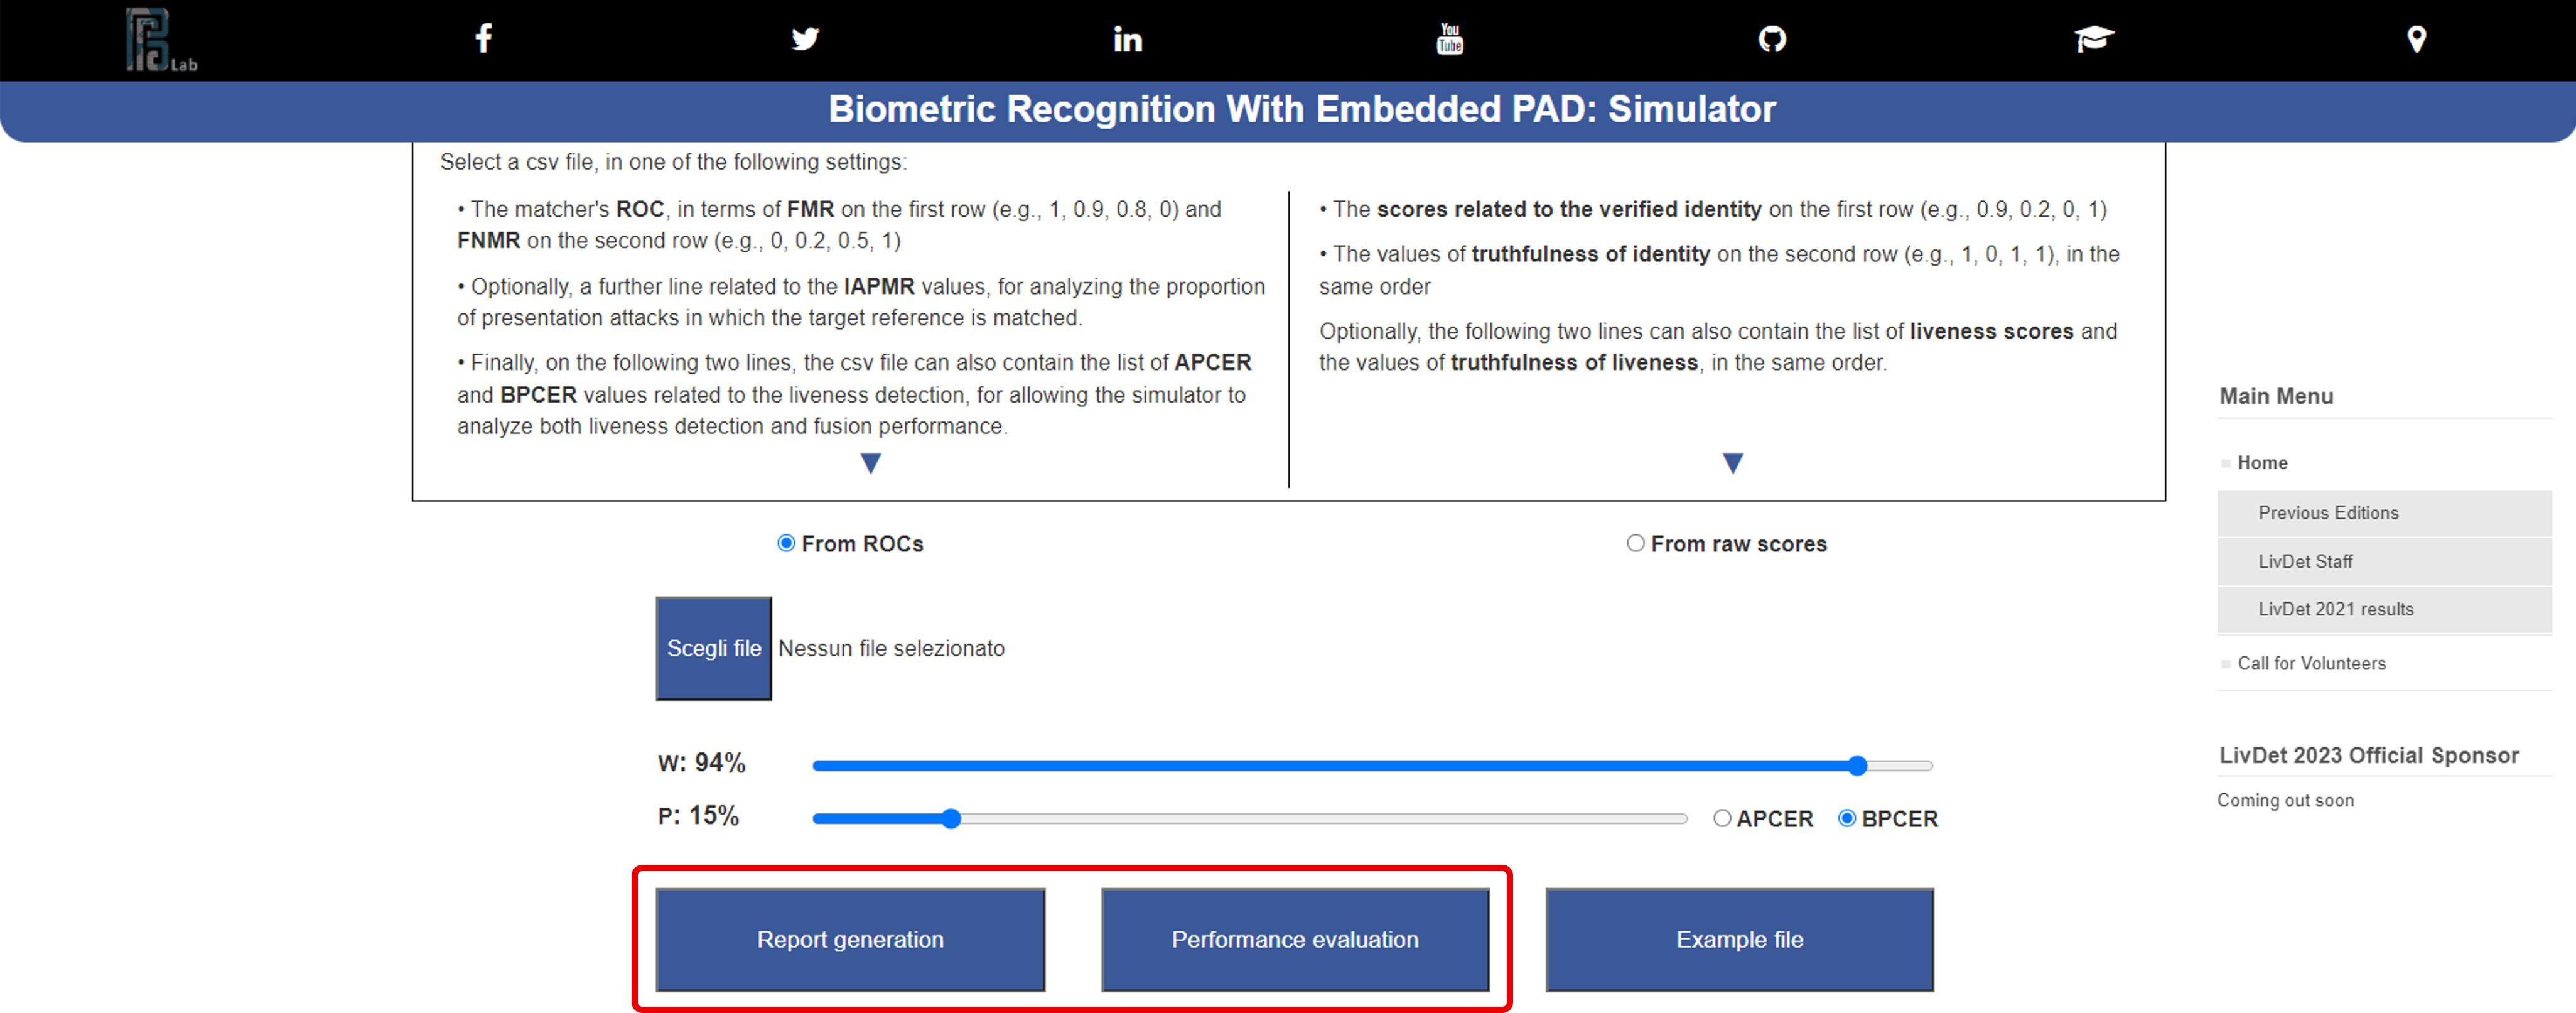 Lab
You
Tube
Biometric Recognition With Embedded PAD: Simulator
Select a csv file, in one of the following settings:
• The matcher's ROC, in terms of FMR on the first row (e.g., 1, 0.9, 0.8, 0) and
FNMR on the second row (e.g., 0, 0.2, 0.5, 1)
• Optionally, a further line related to the IAPMR values, for analyzing the proportion
of presentation attacks in which the target reference is matched.
• Finally, on the following two lines, the csv file can also contain the list of APCER
and BPCER values related to the liveness detection, for allowing the simulator to
analyze both liveness detection and fusion performance.
• The scores related to the verified identity on the first row (e.g., 0.9, 0.2, 0, 1)
• The values of truthfulness of identity on the second row (e.g., 1, 0, 1, 1), in the
same order
Optionally, the following two lines can also contain the list of liveness scores and
the values of truthfulness of liveness, in the same order.
From ROCs
From raw scores
Scegli file Nessun file selezionato
W: 94%
P: 15%
APCER BPCER
Report generation
Performance evaluation
Example file
Main Menu
Home
Previous Editions
LivDet Staff
LivDet 2021 results
Call for Volunteers
LivDet 2023 Official Sponsor
Coming out soon